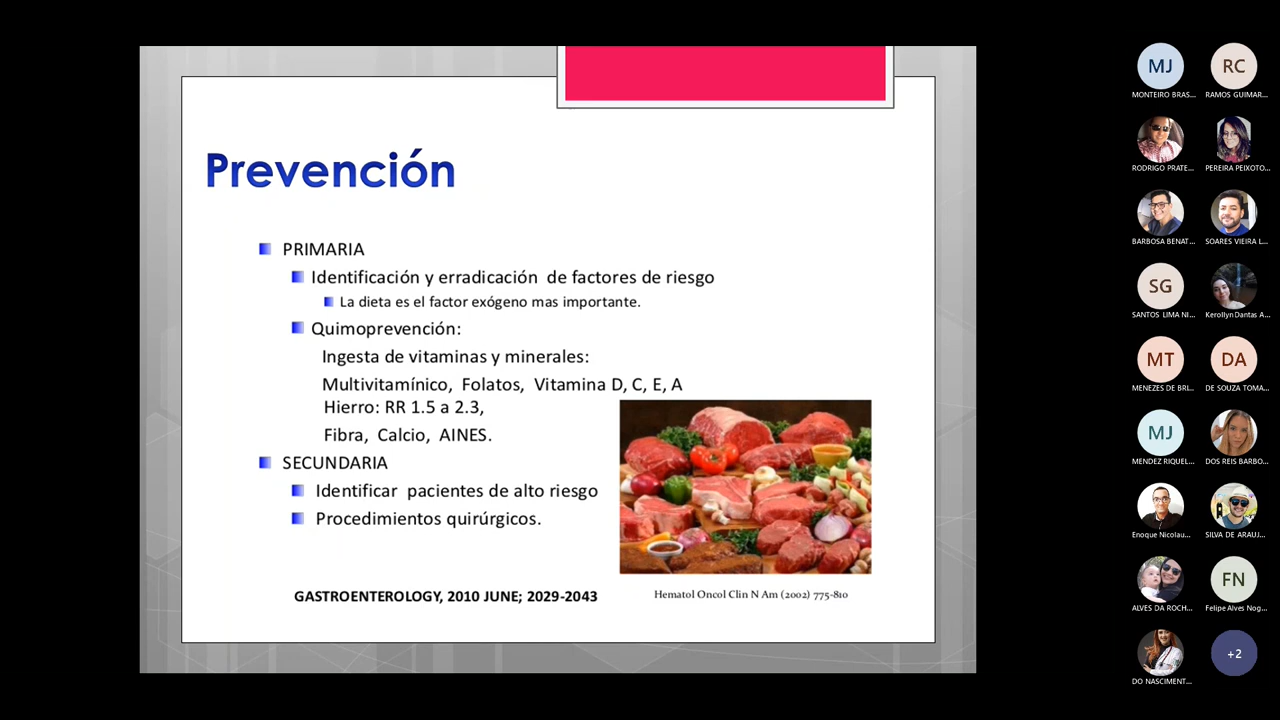 Prevención
PRIMARIA
Identificación y erradicación de factores de riesgo
La dieta es el factor exógeno mas importante.
Quimoprevención:
Ingesta de vitaminas y minerales:
Multivitamínico, Folatos, Vitamina D, C, E, A
Hierro: RR 1.5 a 2.3,
Fibra, Calcio, AINES.
SECUNDARIA
Identificar pacientes de alto riesgo
Procedimientos quirúrgicos.
GASTROENTEROLOGY, 2010 JUNE; 2029-2043
Hematol Oncol Clin N Am (2002) 775-810
MJ
MONTEIRO BRAS...
RC
RAMOS GUIMAR...
RODRIGO PRATE...
PEREIRA PEIXOTO...
BARBOSA BENAT...
SOARES VIEIRA L...
SG
SANTOS LIMA NI...
Kerollyn Dantas A...
MT
MENEZES DE BRI...
DA
DE SOUZA TOMA...
MJ
MENDEZ RIQUEL...
DOS REIS BARBO...
Enoque Nicolau...
SILVA DE ARAUJ...
ALVES DA ROCH...
FN
Felipe Alves Nog...
DO NASCIMENT...
+2